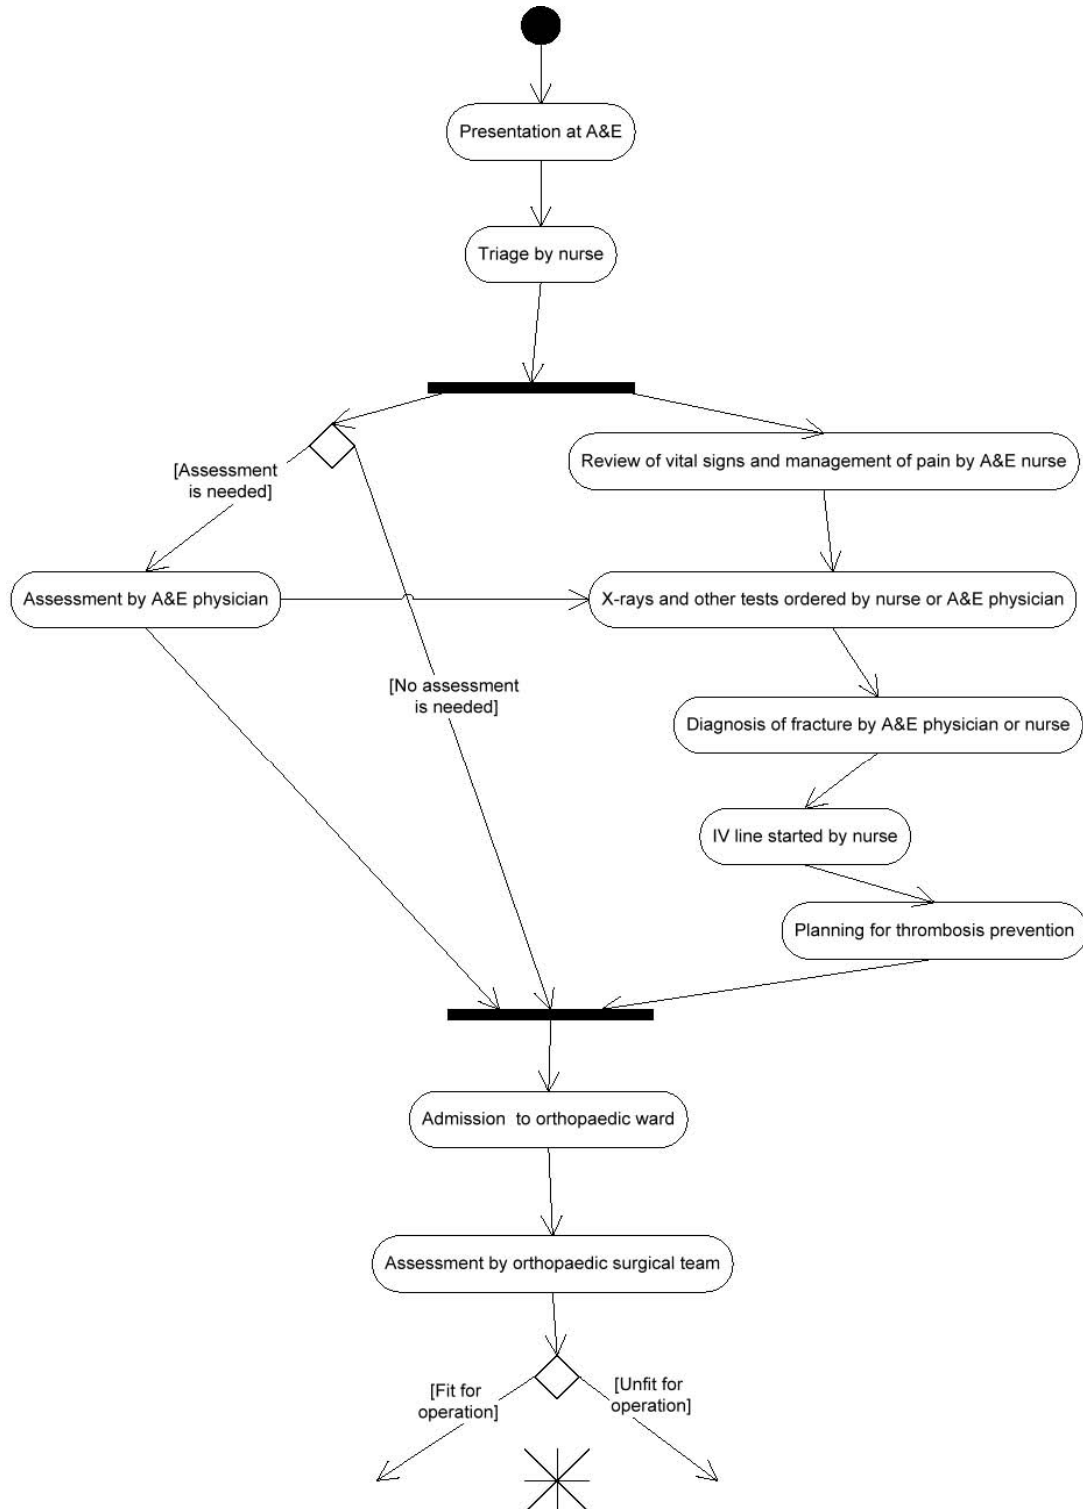 Presentation at A&E
Triage by nurse
[Assessment
is needed]
Review of vital signs and management of pain by A&E nurse
Assessment by A&E physician
X-rays and other tests ordered by nurse or A&E physician
[No assessment
is needed]
Diagnosis of fracture by A&E physician or nurse
IV line started by nurse
Planning for thrombosis prevention
Admission to orthopaedic ward
Assessment by orthopaedic surgical team
[Fit for
operation]
[Unfit for
operation]